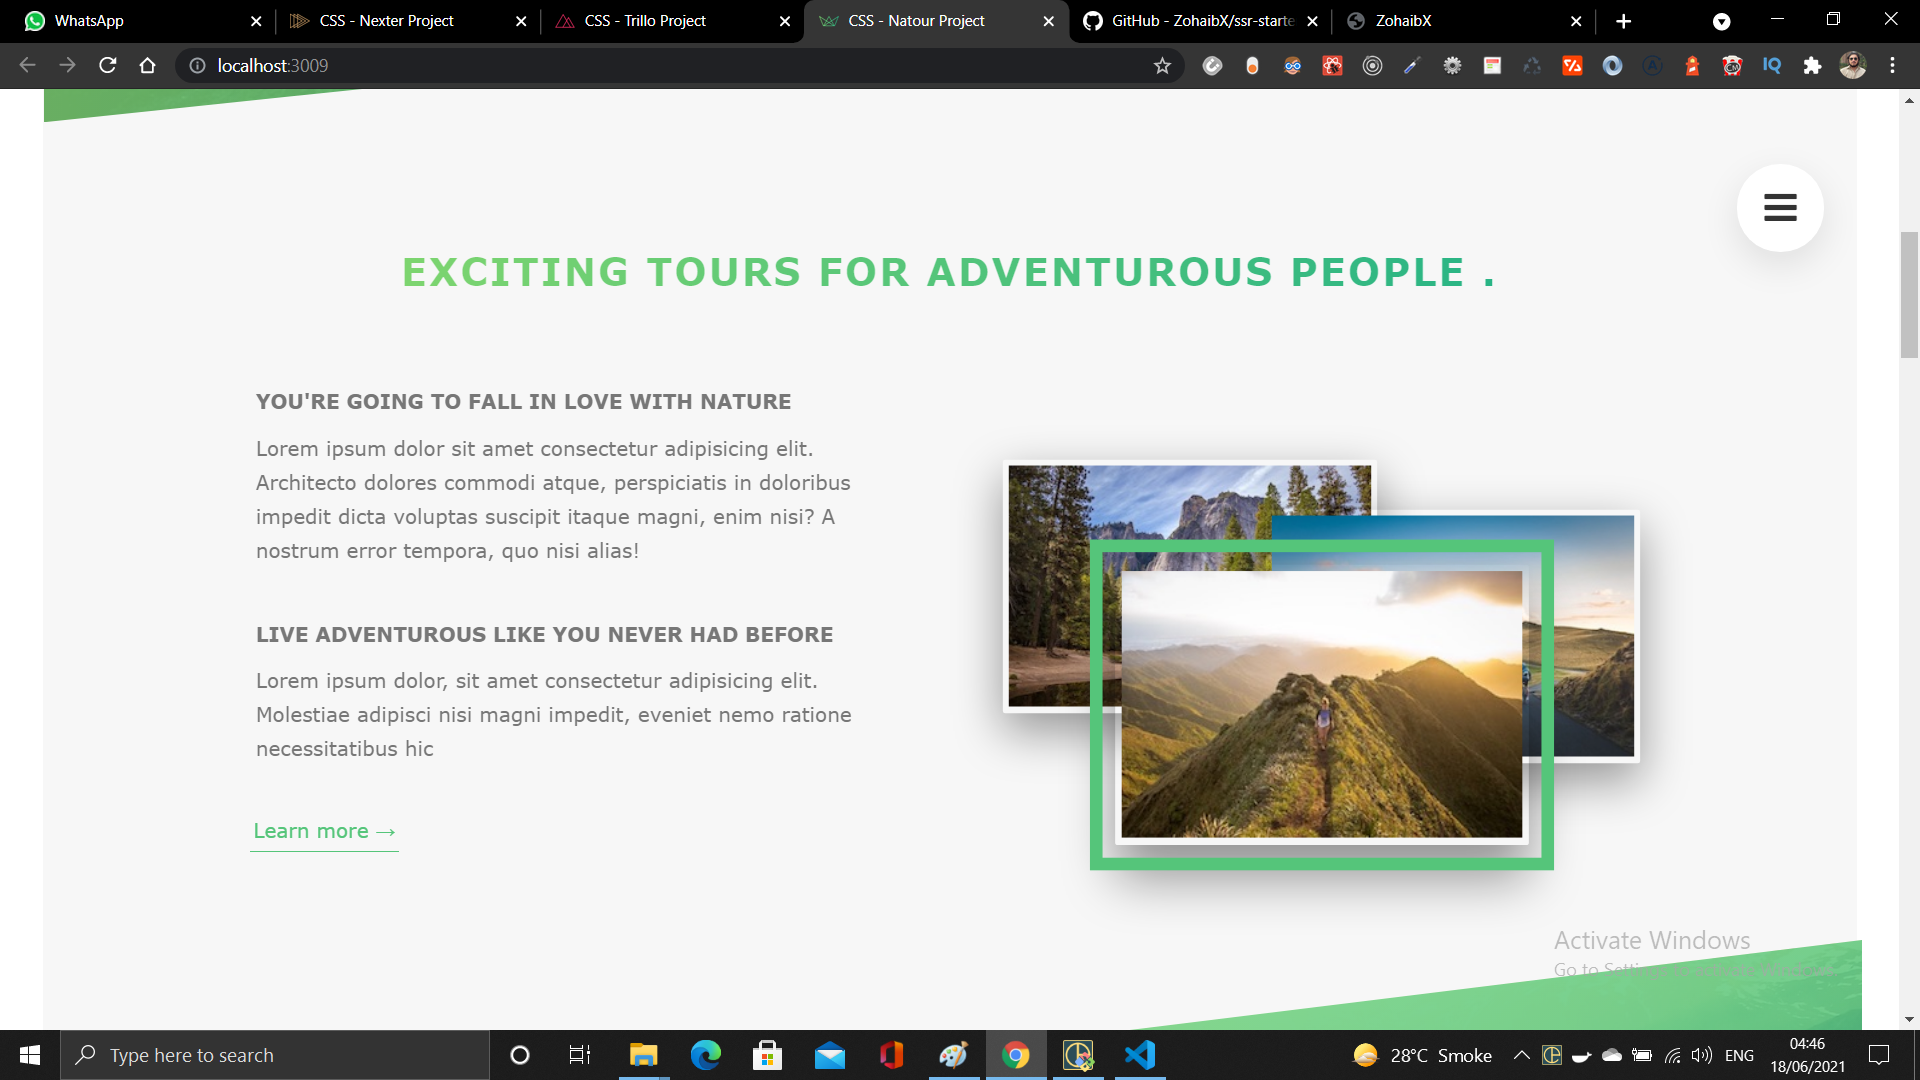 WhatsApp
CSS - Nexter Project
CSS - Trillo Project
CSS - Natour Project
GitHub - ZohaibX/ssr-starte
ZohaibX
localhost:3009
IQ
EXCITING TOURS FOR ADVENTUROUS PEOPLE .
YOU'RE GOING TO FALL IN LOVE WITH NATURE
Lorem ipsum dolor sit amet consectetur adipisicing elit.
Architecto dolores commodi atque, perspiciatis in doloribus
impedit dicta voluptas suscipit itaque magni, enim nisi? A
nostrum error tempora, quo nisi alias!
LIVE ADVENTUROUS LIKE YOU NEVER HAD BEFORE
Lorem ipsum dolor, sit amet consectetur adipisicing elit.
Molestiae adipisci nisi magni impedit, eveniet nemo ratione
necessitatibus hic
Learn more →
Activate Windows
Go to
Type here to search
28°C Smoke
ENG
04:46
18/06/2021